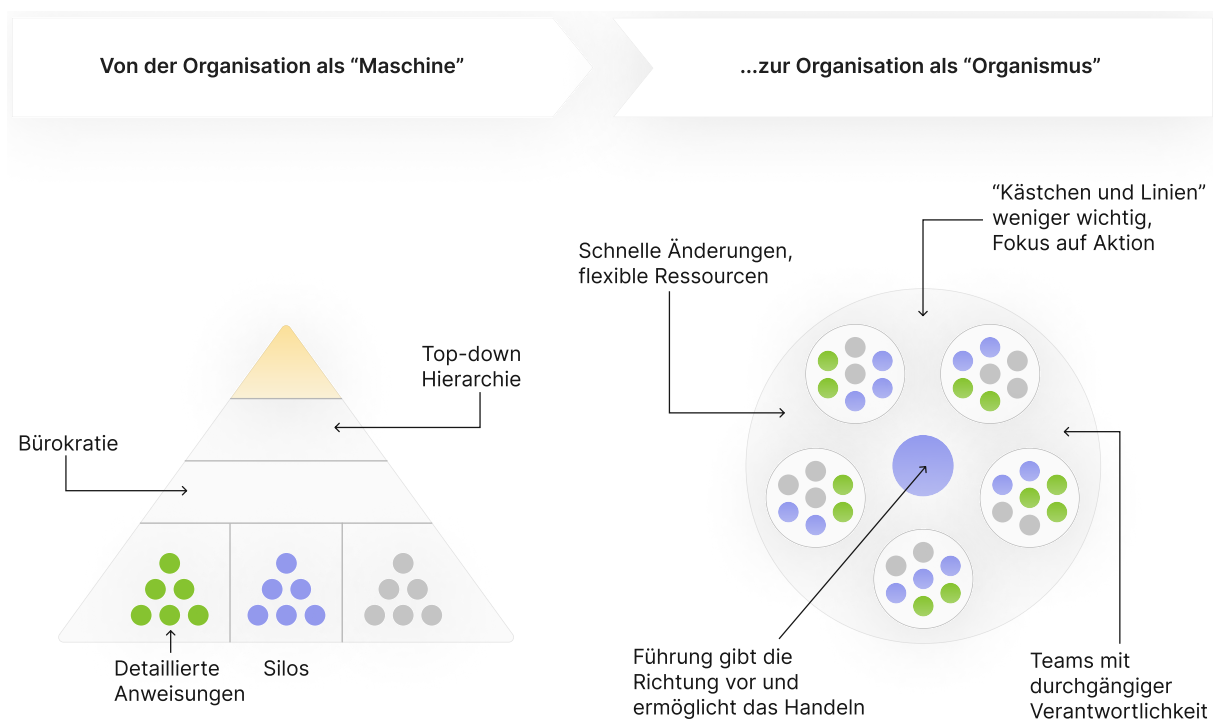 Von der Organisation als “Maschine”
...zur Organisation als “Organismus”
“Kästchen und Linien”
weniger wichtig,
Fokus auf Aktion
Schnelle Änderungen,
flexible Ressourcen
Top-down
Hierarchie
Bürokratie
Detaillierte
Anweisungen
Silos
Führung gibt die
Richtung vor und
ermöglicht das Handeln
Teams mit
durchgängiger
Verantwortlichkeit